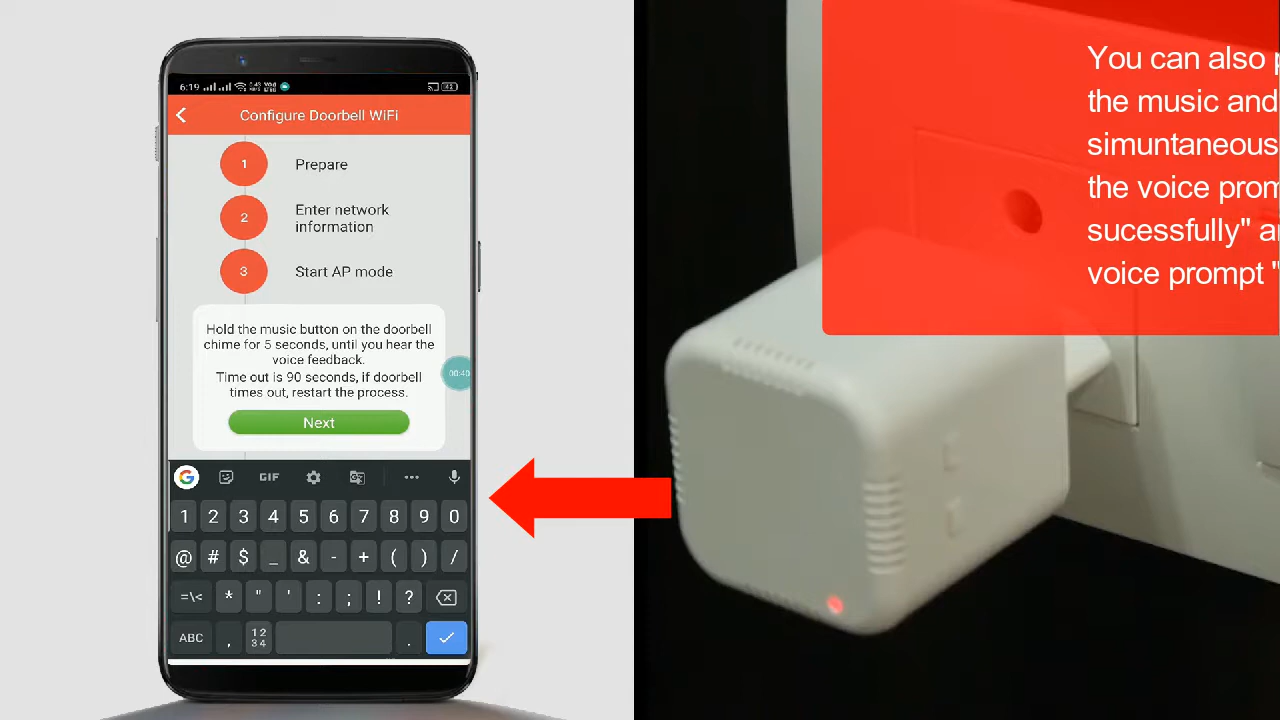 6:19
Configure Doorbell WiFi
1
Prepare
2
Enter network
information
3
Start AP mode
Hold the music button on the doorbell
chime for 5 seconds, until you hear the
voice feedback.
Time out is 90 seconds, if doorbell
times out, restart the process.
Next
00:40
G GIF
1 2 3 4 5 6 7 8 9 0
@ # $ _ & - + ( ) /
=\< * " ' : ; ! ?
ABC , 12 .
34
You can also
the music and
simuntaneous
the voice
sucessfully"
voice prompt "